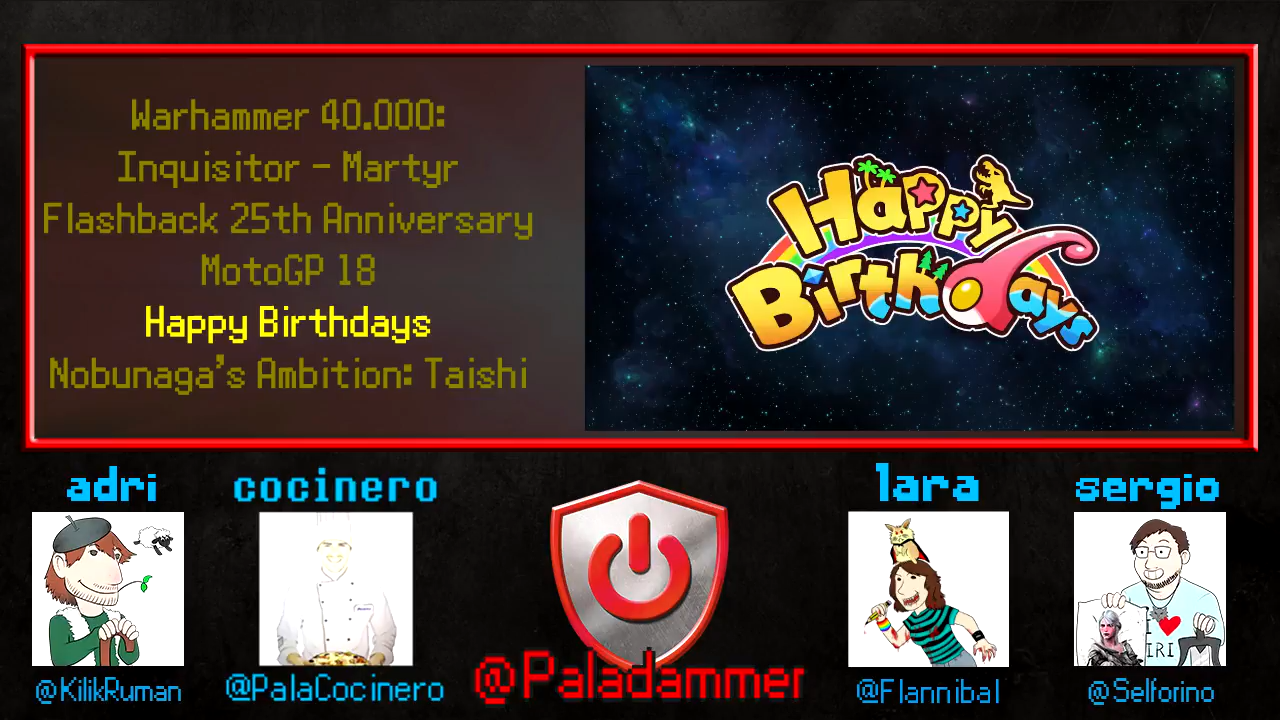 Warhammer 40.000:
Inquisitor - Martyr
Flashback 25th Anniversary
MotoGP 18
Happy Birthdays
Nobunaga's Ambition: Taishi
Happy
Birthdays
adri
cocinero
lara
sergio
I ❤
IRI
@KilikRuman
@PalaCocinero
@Paladammer
@Flannibal
@Selforino